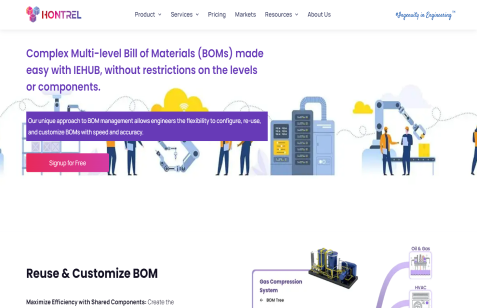 HONTREL
Product Services Pricing Markets Resources About Us
"Ingenuity in Engineering"™
Complex Multi-level Bill of Materials (BOMs) made
easy with IEHUB, without restrictions on the levels
or components.
Our unique approach to BOM management allows engineers the flexibility to configure, re-use,
and customize BOMs with speed and accuracy.
Signup for Free
Reuse & Customize BOM
Maximize Efficiency with Shared Components: Create the
Gas Compression
System
BOM Tree
Oil & Gas
HVAC